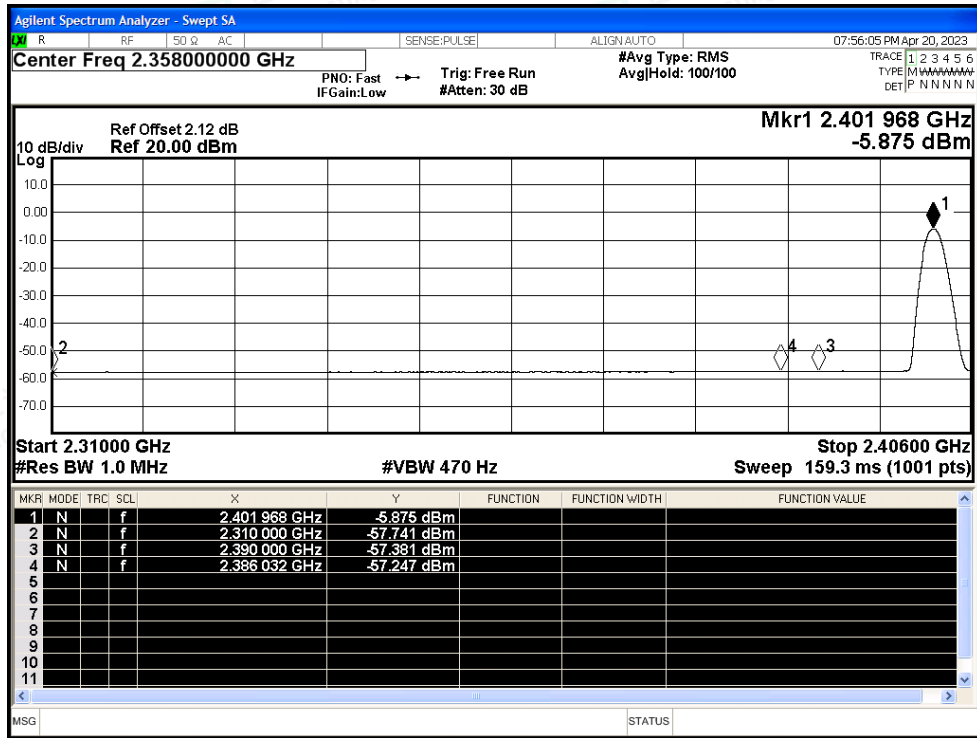 Agilent Spectrum Analyzer - Swept SA
LXI R RF 50 Ω AC SENSE:PULSE ALIGN AUTO 07:56:05 PM Apr 20, 2023
Center Freq 2.358000000 GHz #Avg Type: RMS TRACE 1 2 3 4 5 6
PNO: Fast Trig: Free Run Avg|Hold: 100/100 TYPE M
IFGain:Low #Atten: 30 dB DET P N N N N N
Mkr1 2.401 968 GHz
-5.875 dBm
Ref Offset 2.12 dB
10 dB/div Ref 20.00 dBm
Log
10.0
0.00
-10.0
-20.0
-30.0
-40.0
-50.0
-60.0
-70.0
1
2
4
3
Start 2.31000 GHz Stop 2.40600 GHz
#Res BW 1.0 MHz #VBW 470 Hz Sweep 159.3 ms (1001 pts)
MKR MODE TRC SCL X Y FUNCTION FUNCTION WIDTH FUNCTION VALUE
1 N f 2.401 968 GHz -5.875 dBm
2 N f 2.310 000 GHz -57.741 dBm
3 N f 2.390 000 GHz -57.381 dBm
4 N f 2.386 032 GHz -57.247 dBm
5
6
7
8
9
10
11
MSG STATUS